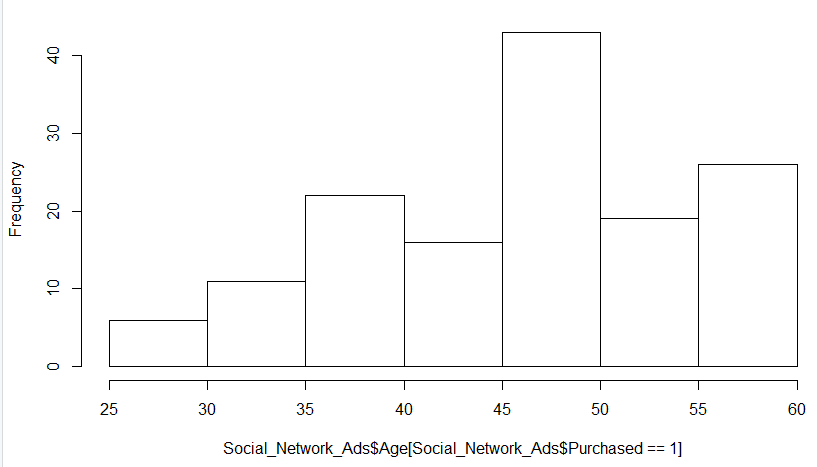 Frequency
40
30
20
10
0
25 30 35 40 45 50 55 60
Social_Network_Ads$Age[Social_Network_Ads$Purchased == 1]